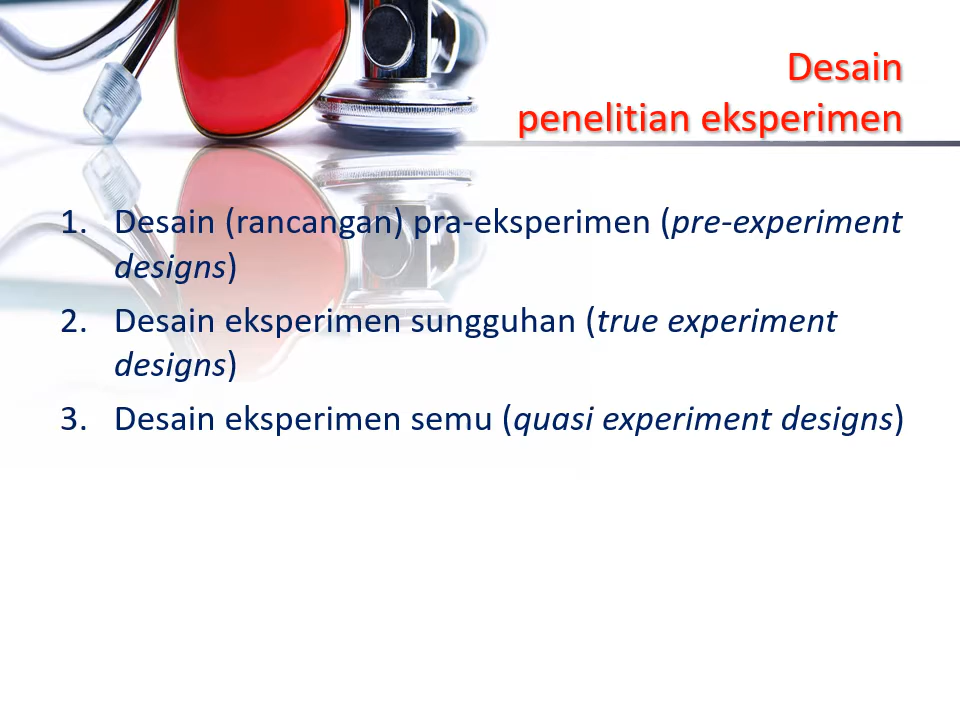 Desain
penelitian eksperimen
1. Desain (rancangan) pra-eksperimen (pre-experiment
designs)
2. Desain eksperimen sungguhan (true experiment
designs)
3. Desain eksperimen semu (quasi experiment designs)